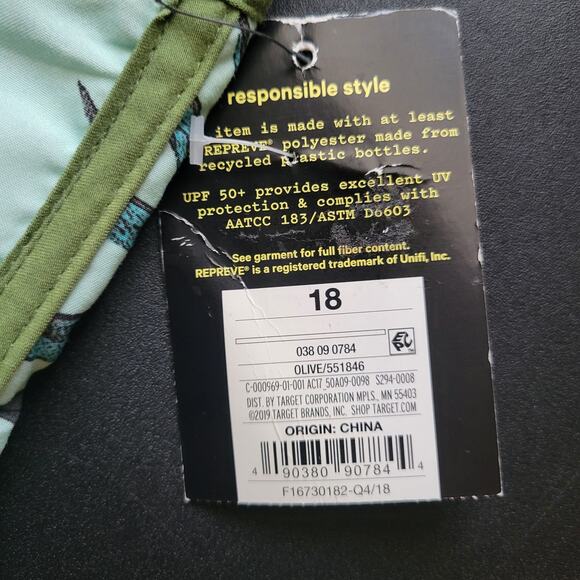 responsible style
item is made with at least
REPREVE® polyester made from
recycled plastic bottles.
UPF 50+ provides excellent UV
protection & complies with
AATCC 183/ASTM D6603
See garment for full fiber content.
REPREVE® is a registered trademark of Unifi, Inc.
18
038 09 0784
EPC
OLIVE/551846
C-000969-01-001 AC17_50A09-0098 S294-0008
DIST. BY TARGET CORPORATION MPLS., MN 55403
©2019 TARGET BRANDS, INC. SHOP TARGET.COM
ORIGIN: CHINA
4 90380 90784 4
F16730182-Q4/18